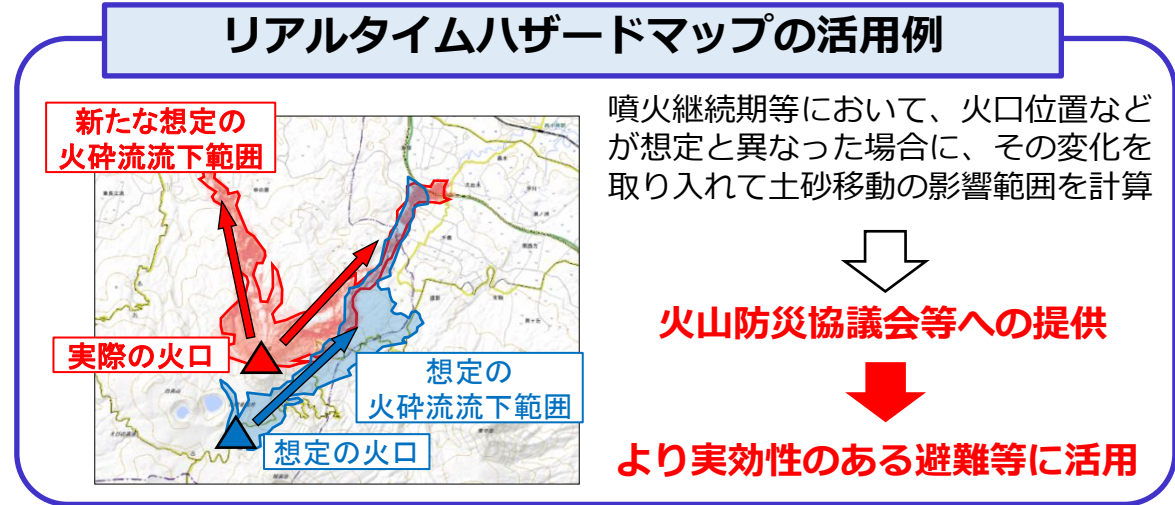 リアルタイムハザードマップの活用例
新たな想定の
火砕流流下範囲
実際の火口
想定の
火砕流流下範囲
想定の火口
噴火継続期等において、火口位置など
が想定と異なった場合に、その変化を
取り入れて土砂移動の影響範囲を計算
火山防災協議会等への提供
より実効性のある避難等に活用